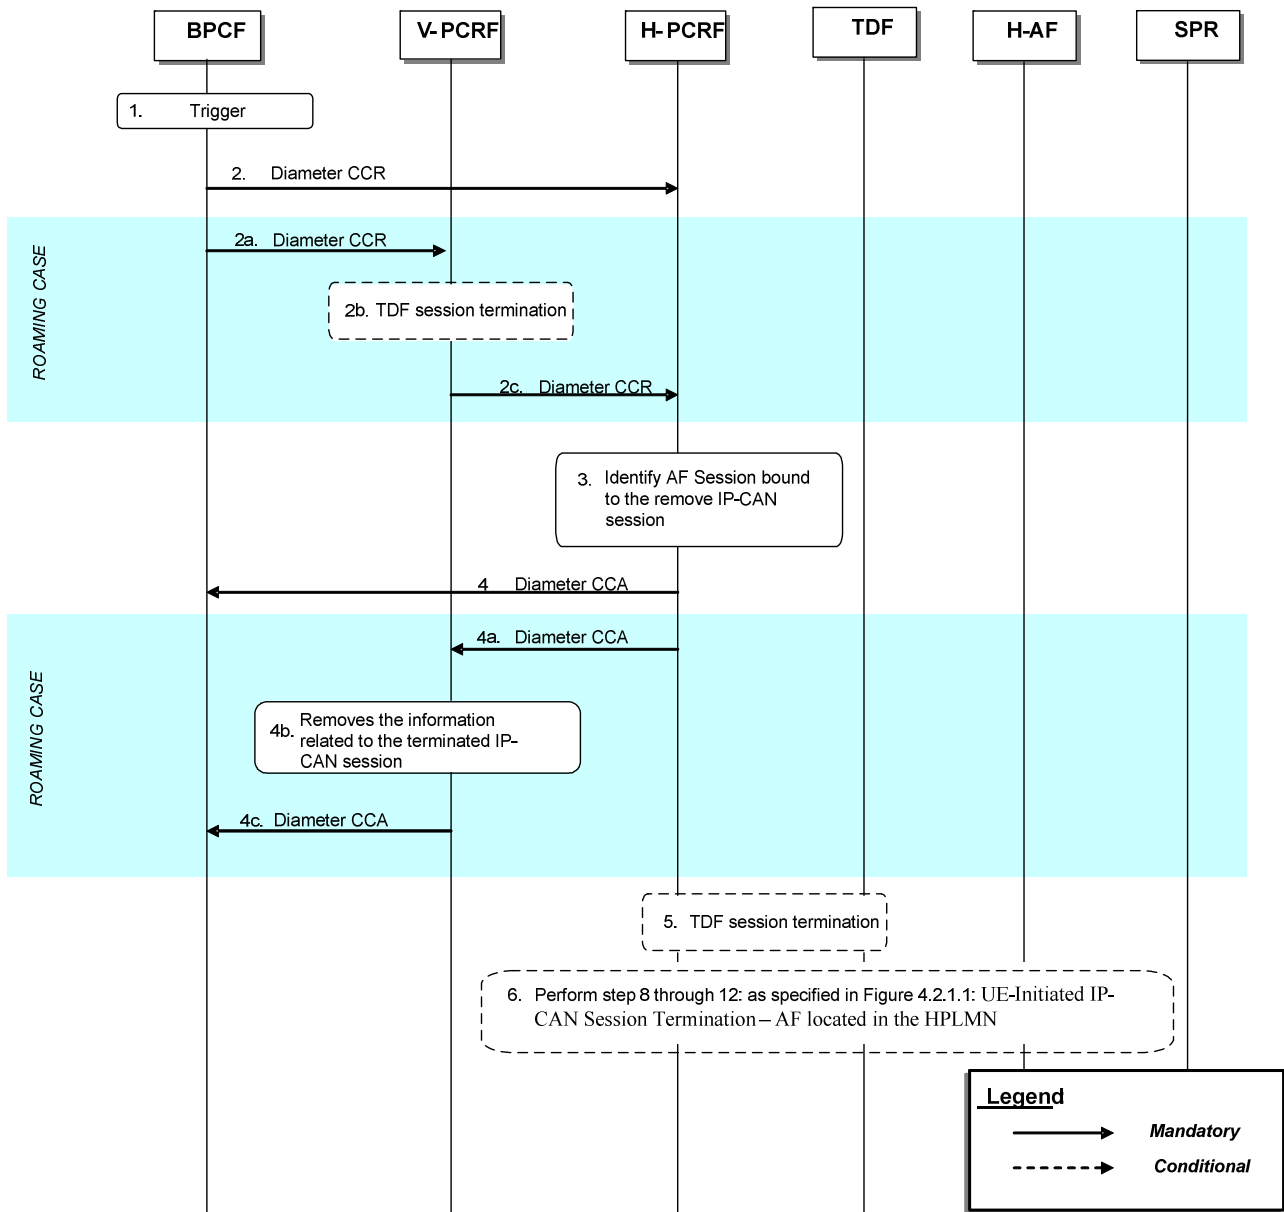 BPCF
V- PCRF
H- PCRF
TDF
H-AF
SPR
1. Trigger
2. Diameter CCR
ROAMING CASE
2a. Diameter CCR
2b. TDF session termination
2c. Diameter CCR
3. Identify AF Session bound
to the remove IP-CAN
session
4 Diameter CCA
ROAMING CASE
4a. Diameter CCA
4b. Removes the information
related to the terminated IP-
CAN session
4c. Diameter CCA
5. TDF session termination
6. Perform step 8 through 12: as specified in Figure 4.2.1.1: UE-Initiated IP-
CAN Session Termination – AF located in the HPLMN
Legend
Mandatory
Conditional